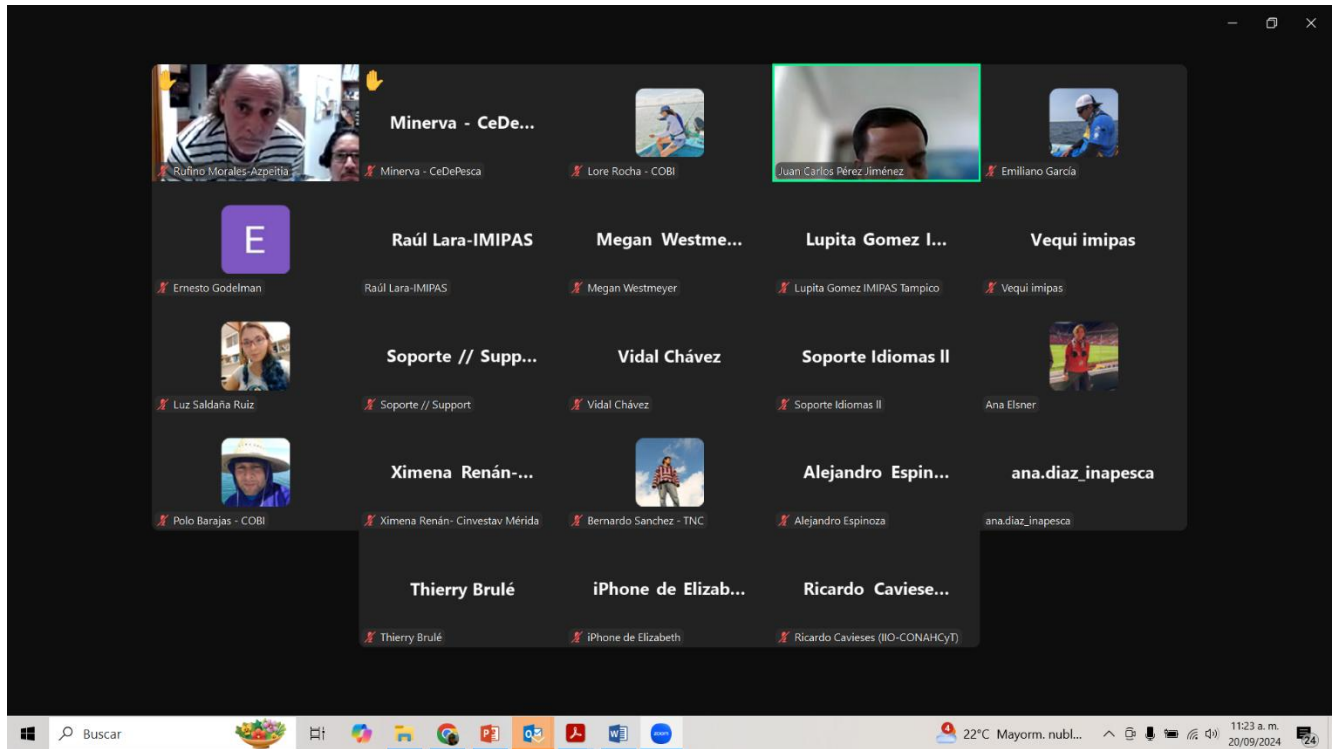 Rufino Morales-Azpeitia
Minerva - CeDe...
Minerva - CeDePesca
Lore Rocha - COBI
Juan Carlos Pérez Jiménez
Emiliano García
E
Ernesto Godelman
Raúl Lara-IMIPAS
Raúl Lara-IMIPAS
Megan Westme...
Megan Westmeyer
Lupita Gomez I...
Lupita Gomez IMIPAS Tampico
Vequi imipas
Vequi imipas
Luz Saldaña Ruiz
Soporte // Supp...
Soporte // Support
Vidal Chávez
Vidal Chávez
Soporte Idiomas ll
Soporte Idiomas ll
Ana Elsner
Polo Barajas - COBI
Ximena Renán-...
Ximena Renán- Cinvestav Mérida
Bernardo Sanchez - TNC
Alejandro Espin...
Alejandro Espinoza
ana.diaz_inapesca
ana.diaz_inapesca
Thierry Brulé
Thierry Brulé
iPhone de Elizab...
iPhone de Elizabeth
Ricardo Caviese...
Ricardo Cavieses (IIO-CONAHCyT)
Buscar
zoom
4
22°C Mayorm. nubl...
11:23 a. m.
20/09/2024
24